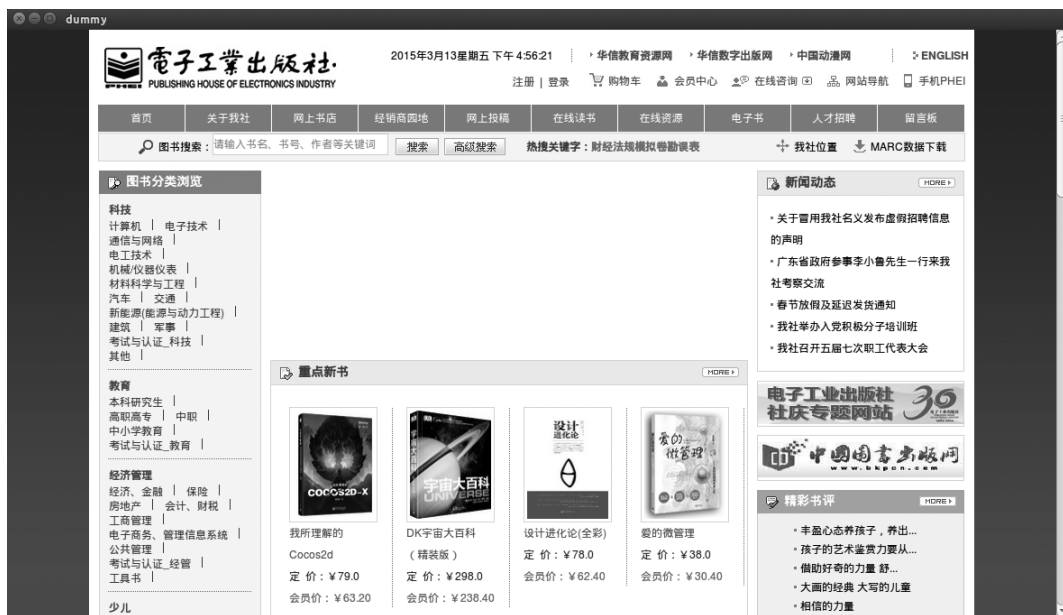 dummy
電子工業出版社
PUBLISHING HOUSE OF ELECTRONICS INDUSTRY
PHEI
2015年3月13星期五 下午 4:56:21
华信教育资源网
华信数字出版网
中国动漫网
ENGLISH
注册 | 登录
购物车
会员中心
在线咨询
网站导航
手机PHEI
首页
关于我社
网上书店
经销商园地
网上投稿
在线读书
在线资源
电子书
人才招聘
留言板
图书搜索：
请输入书名、书号、作者等关键词
搜索
高级搜索
热搜关键字：财经法规模拟卷勘误表
我社位置
MARC数据下载
图书分类浏览
科技
计算机 | 电子技术 |
通信与网络 |
电工技术 |
机械/仪器仪表 |
材料科学与工程 |
汽车 | 交通 |
新能源(能源与动力工程) |
建筑 | 军事 |
考试与认证_科技 |
其他 |
教育
本科研究生 |
高职高专 | 中职 |
中小学教育 |
考试与认证_教育 |
经济管理
经济、金融 | 保险 |
房地产 | 会计、财税 |
工商管理 |
电子商务、管理信息系统 |
公共管理 |
考试与认证_经管 |
工具书 |
少儿
重点新书
MORE
COCOS2D-X
宇宙大百科
UNIVERSE
设计
进化论
爱的
微管理
我所理解的
Cocos2d
定 价：￥79.0
会员价：￥63.20
DK宇宙大百科
（精装版）
定 价：￥298.0
会员价：￥238.40
设计进化论(全彩)
定 价：￥78.0
会员价：￥62.40
爱的微管理
定 价：￥38.0
会员价：￥30.40
新闻动态
MORE
·关于冒用我社名义发布虚假招聘信息
的声明
·广东省政府参事李小鲁先生一行来我
社考察交流
·春节放假及延迟发货通知
·我社举办入党积极分子培训班
·我社召开五届七次职工代表大会
电子工业出版社
社庆专题网站
30
中國圖書出版网
www.bkpcn.com
精彩书评
MORE
·丰盈心态养孩子，养出...
·孩子的艺术鉴赏力要从...
·借助好奇的力量 舒...
·大画的经典 大写的儿童
·相信的力量